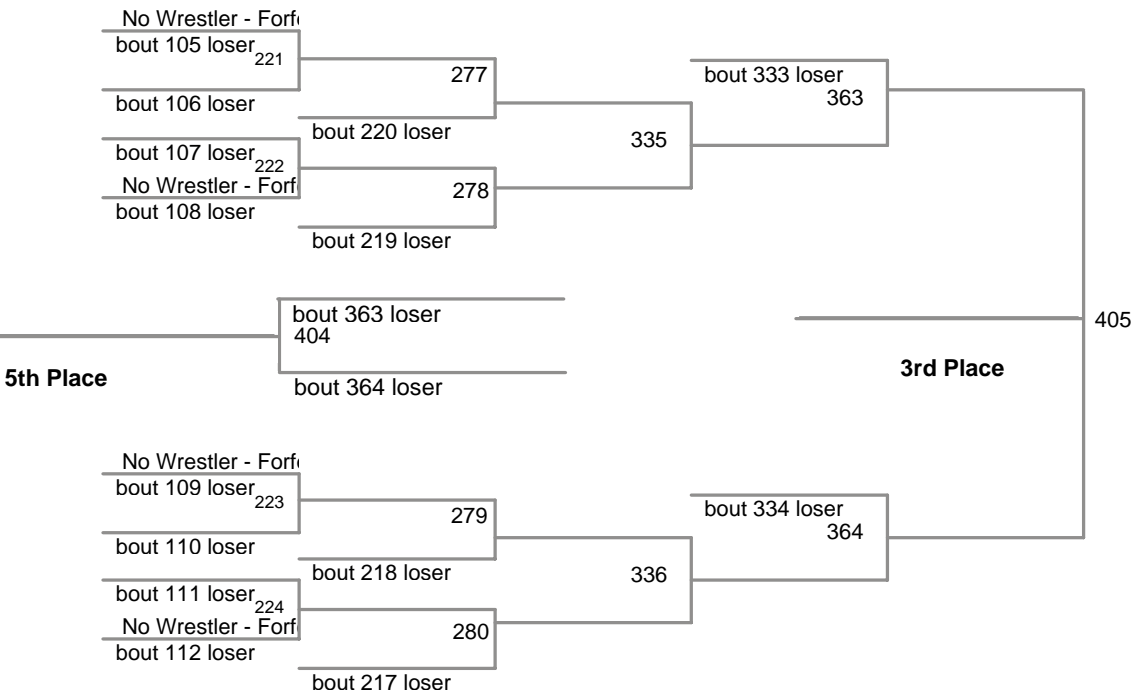 No Wrestler - Forf
bout 105 loser
221
277
bout 333 loser
363
bout 106 loser
bout 220 loser
335
bout 107 loser
222
No Wrestler - Forf
278
bout 108 loser
bout 219 loser
bout 363 loser
404
405
5th Place
3rd Place
bout 364 loser
No Wrestler - Forf
bout 109 loser
223
279
bout 334 loser
364
bout 110 loser
bout 218 loser
336
bout 111 loser
224
No Wrestler - Forf
280
bout 112 loser
bout 217 loser